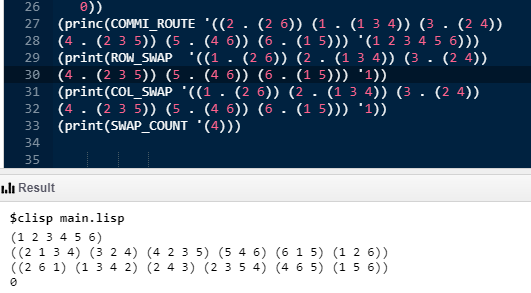 26 0))
27 (princ(COMMI_ROUTE '((2 . (2 6)) (1 . (1 3 4)) (3 . (2 4))
28 (4 . (2 3 5)) (5 . (4 6)) (6 . (1 5))) '(1 2 3 4 5 6)))
29 (print(ROW_SWAP '((1 . (2 6)) (2 . (1 3 4)) (3 . (2 4))
30 (4 . (2 3 5)) (5 . (4 6)) (6 . (1 5))) '1))
31 (print(COL_SWAP '((1 . (2 6)) (2 . (1 3 4)) (3 . (2 4))
32 (4 . (2 3 5)) (5 . (4 6)) (6 . (1 5))) '1))
33 (print(SWAP_COUNT '(4)))
34
35
Result
$clisp main.lisp
(1 2 3 4 5 6)
((2 1 3 4) (3 2 4) (4 2 3 5) (5 4 6) (6 1 5) (1 2 6))
((2 6 1) (1 3 4 2) (2 4 3) (2 3 5 4) (4 6 5) (1 5 6))
0